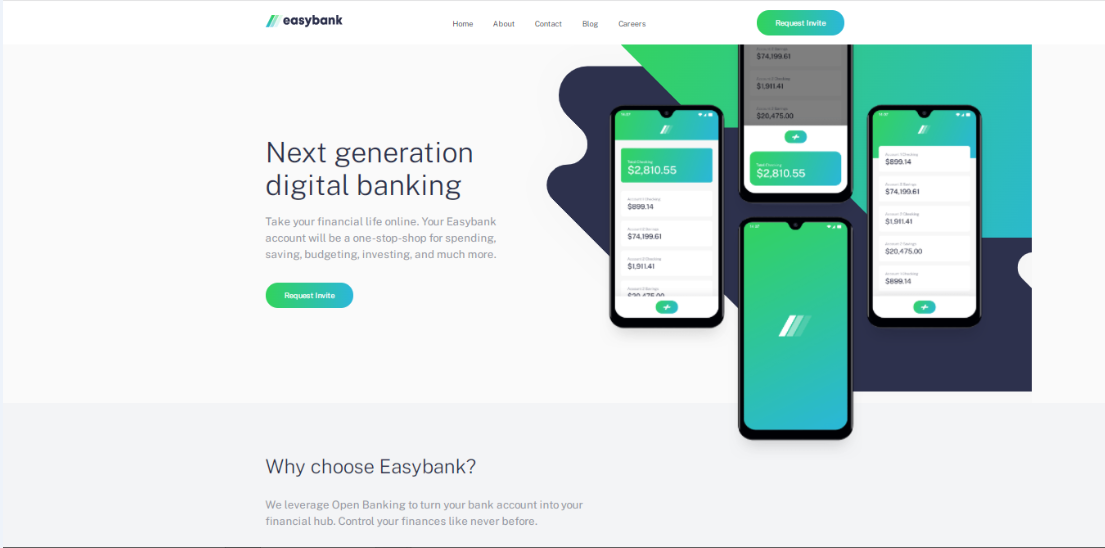 easybank
Home About Contact Blog Careers
Request Invite
Next generation
digital banking
Take your financial life online. Your Easybank
account will be a one-stop-shop for spending,
saving, budgeting, investing, and much more.
Request Invite
$2,810.55
$899.14
$74,199.61
$1,911.41
$20,475.00
$74,199.61
$1,911.41
$20,475.00
$2,810.55
$899.14
$74,199.61
$1,911.41
$20,475.00
$899.14
Why choose Easybank?
We leverage Open Banking to turn your bank account into your
financial hub. Control your finances like never before.